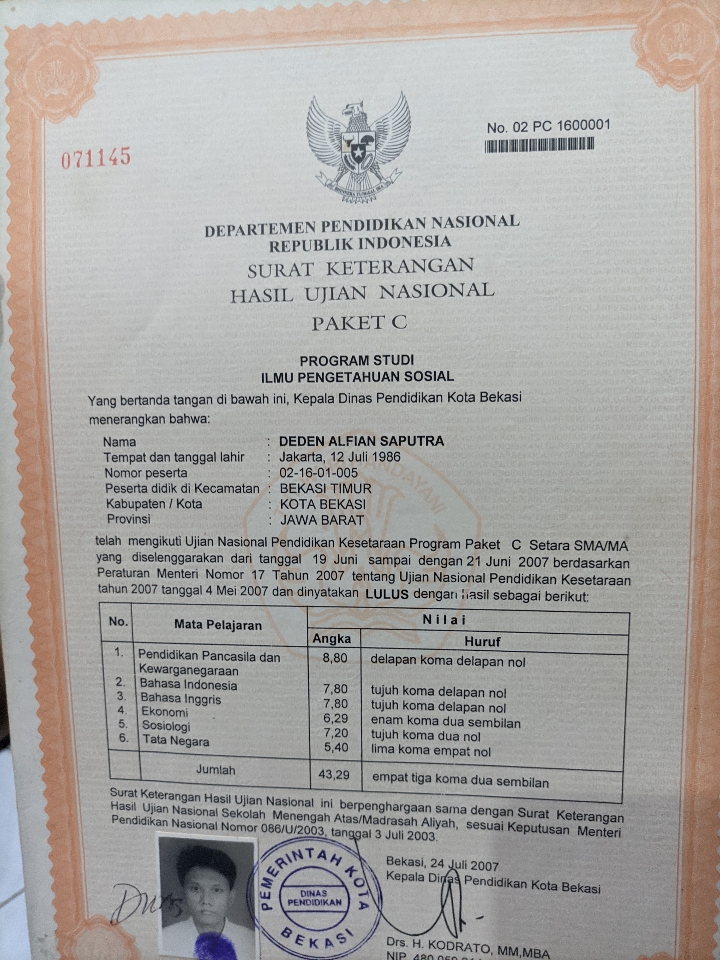 No. 02 PC 1600001
071145
DEPARTEMEN PENDIDIKAN NASIONAL
REPUBLIK INDONESIA
SURAT KETERANGAN
HASIL UJIAN NASIONAL
PAKET C
PROGRAM STUDI
ILMU PENGETAHUAN SOSIAL
Yang bertanda tangan di bawah ini, Kepala Dinas Pendidikan Kota Bekasi
menerangkan bahwa:
Nama : DEDEN ALFIAN SAPUTRA
Tempat dan tanggal lahir : Jakarta, 12 Juli 1986
Nomor peserta : 02-16-01-005
Peserta didik di Kecamatan : BEKASI TIMUR
Kabupaten / Kota : KOTA BEKASI
Provinsi : JAWA BARAT
telah mengikuti Ujian Nasional Pendidikan Kesetaraan Program Paket C Setara SMA/MA
yang diselenggarakan dari tanggal 19 Juni sampai dengan 21 Juni 2007 berdasarkan
Peraturan Menteri Nomor 17 Tahun 2007 tentang Ujian Nasional Pendidikan Kesetaraan
tahun 2007 tanggal 4 Mei 2007 dan dinyatakan LULUS dengan hasil sebagai berikut:
No. Mata Pelajaran Nilai
Angka Huruf
1. Pendidikan Pancasila dan 8,80 delapan koma delapan nol
Kewarganegaraan
2. Bahasa Indonesia 7,80 tujuh koma delapan nol
3. Bahasa Inggris 7,80 tujuh koma delapan nol
4. Ekonomi 6,29 enam koma dua sembilan
5. Sosiologi 7,20 tujuh koma dua nol
6. Tata Negara 5,40 lima koma empat nol
Jumlah 43,29 empat tiga koma dua sembilan
Surat Keterangan Hasil Ujian Nasional ini berpenghargaan sama dengan Surat Keterangan
Hasil Ujian Nasional Sekolah Menengah Atas/Madrasah Aliyah, sesuai Keputusan Menteri
Pendidikan Nasional Nomor 086/U/2003, tanggal 3 Juli 2003.
Bekasi, 24 Juli 2007
Kepala Dinas Pendidikan Kota Bekasi
PEMERINTAH KOTA
DINAS
PENDIDIKAN
BEKASI
Drs. H. KODRATO, MM,MBA